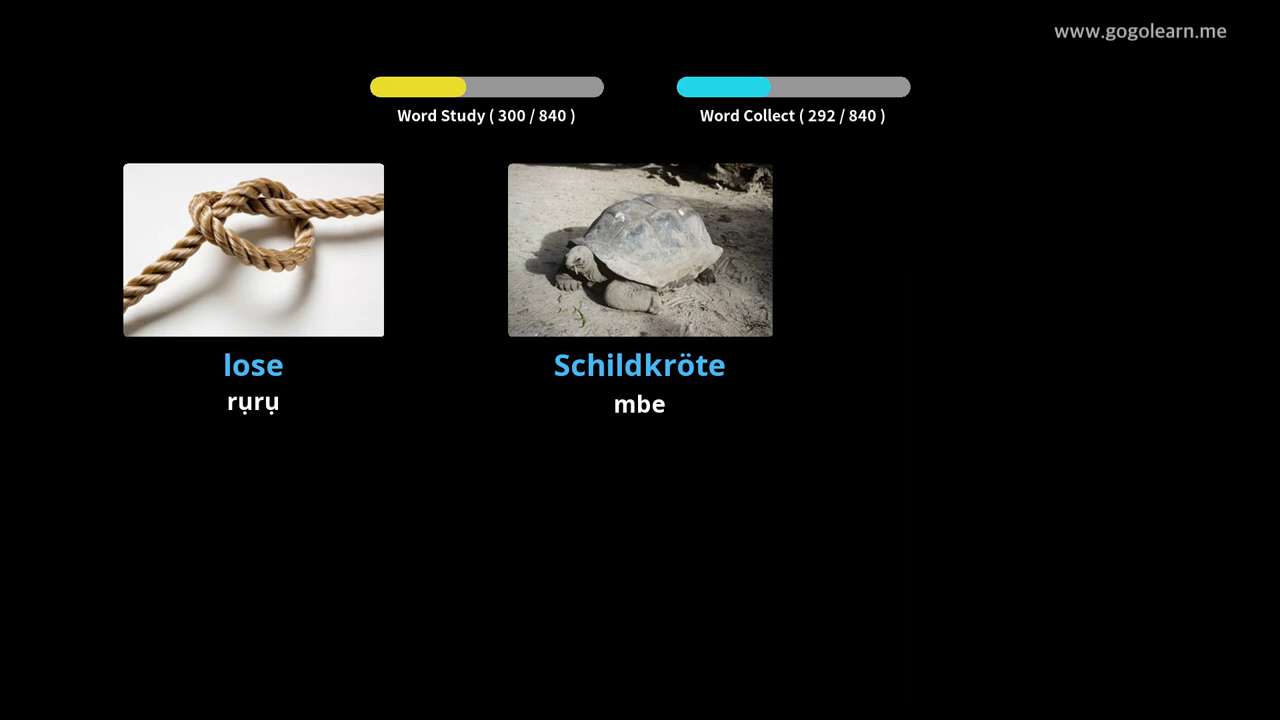 www.gogolearn.me
Word Study ( 300 / 840 )
Word Collect ( 292 / 840 )
lose
rụrụ
Schildkröte
mbe